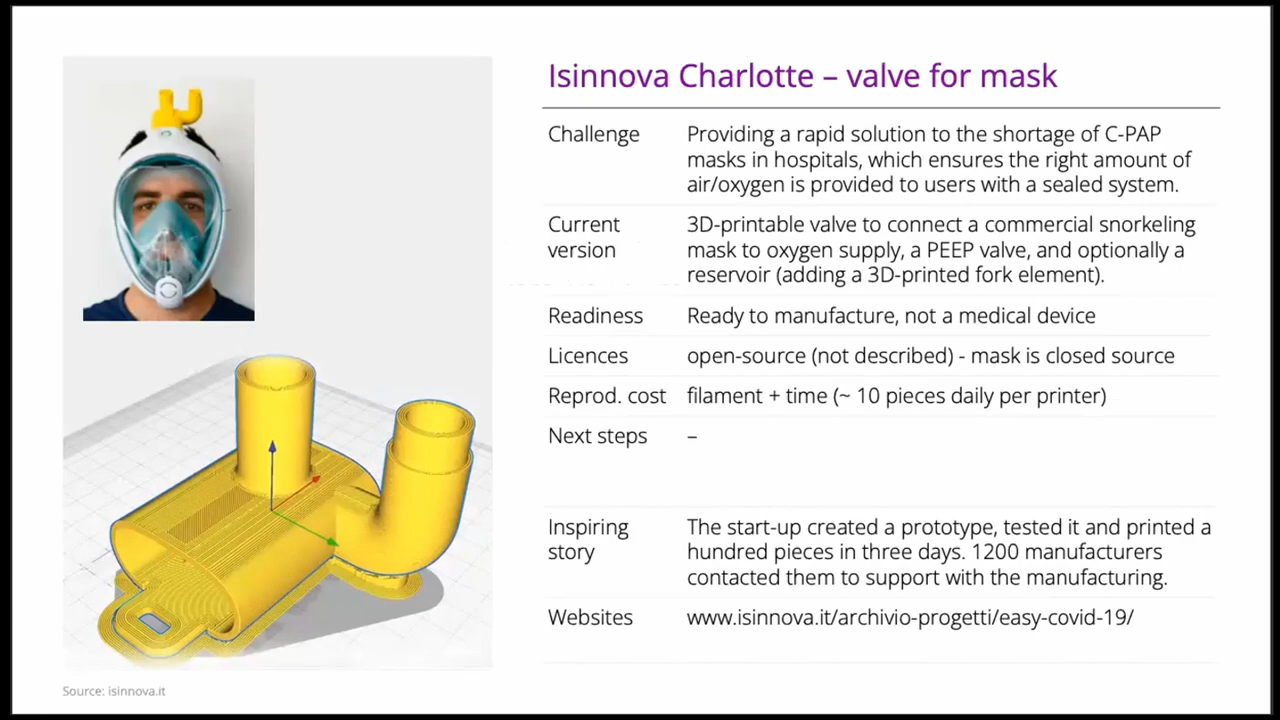 Isinnova Charlotte – valve for mask
Challenge
Providing a rapid solution to the shortage of C-PAP
masks in hospitals, which ensures the right amount of
air/oxygen is provided to users with a sealed system.
Current
version
3D-printable valve to connect a commercial snorkeling
mask to oxygen supply, a PEEP valve, and optionally a
reservoir (adding a 3D-printed fork element).
Readiness
Ready to manufacture, not a medical device
Licences
open-source (not described) - mask is closed source
Reprod. cost
filament + time (~ 10 pieces daily per printer)
Next steps
–
Inspiring
story
The start-up created a prototype, tested it and printed a
hundred pieces in three days. 1200 manufacturers
contacted them to support with the manufacturing.
Websites
www.isinnova.it/archivio-progetti/easy-covid-19/
Source: isinnova.it